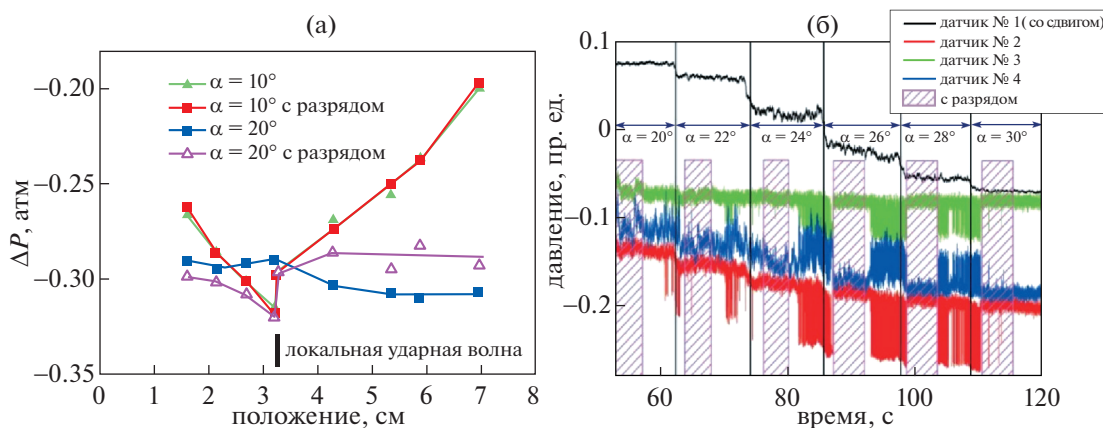 (а)
ΔP, атм
−0.20
−0.25
−0.30
−0.35
α = 10°
α = 10° с разрядом
α = 20°
α = 20° с разрядом
локальная ударная волна
0 1 2 3 4 5 6 7 8
положение, см
(б)
датчик № 1( со сдвигом)
датчик № 2
датчик № 3
датчик № 4
с разрядом
давление, пр. ед.
0.1
0
−0.1
−0.2
α = 20° α = 22° α = 24° α = 26° α = 28° α = 30°
60 80 100 120
время, с